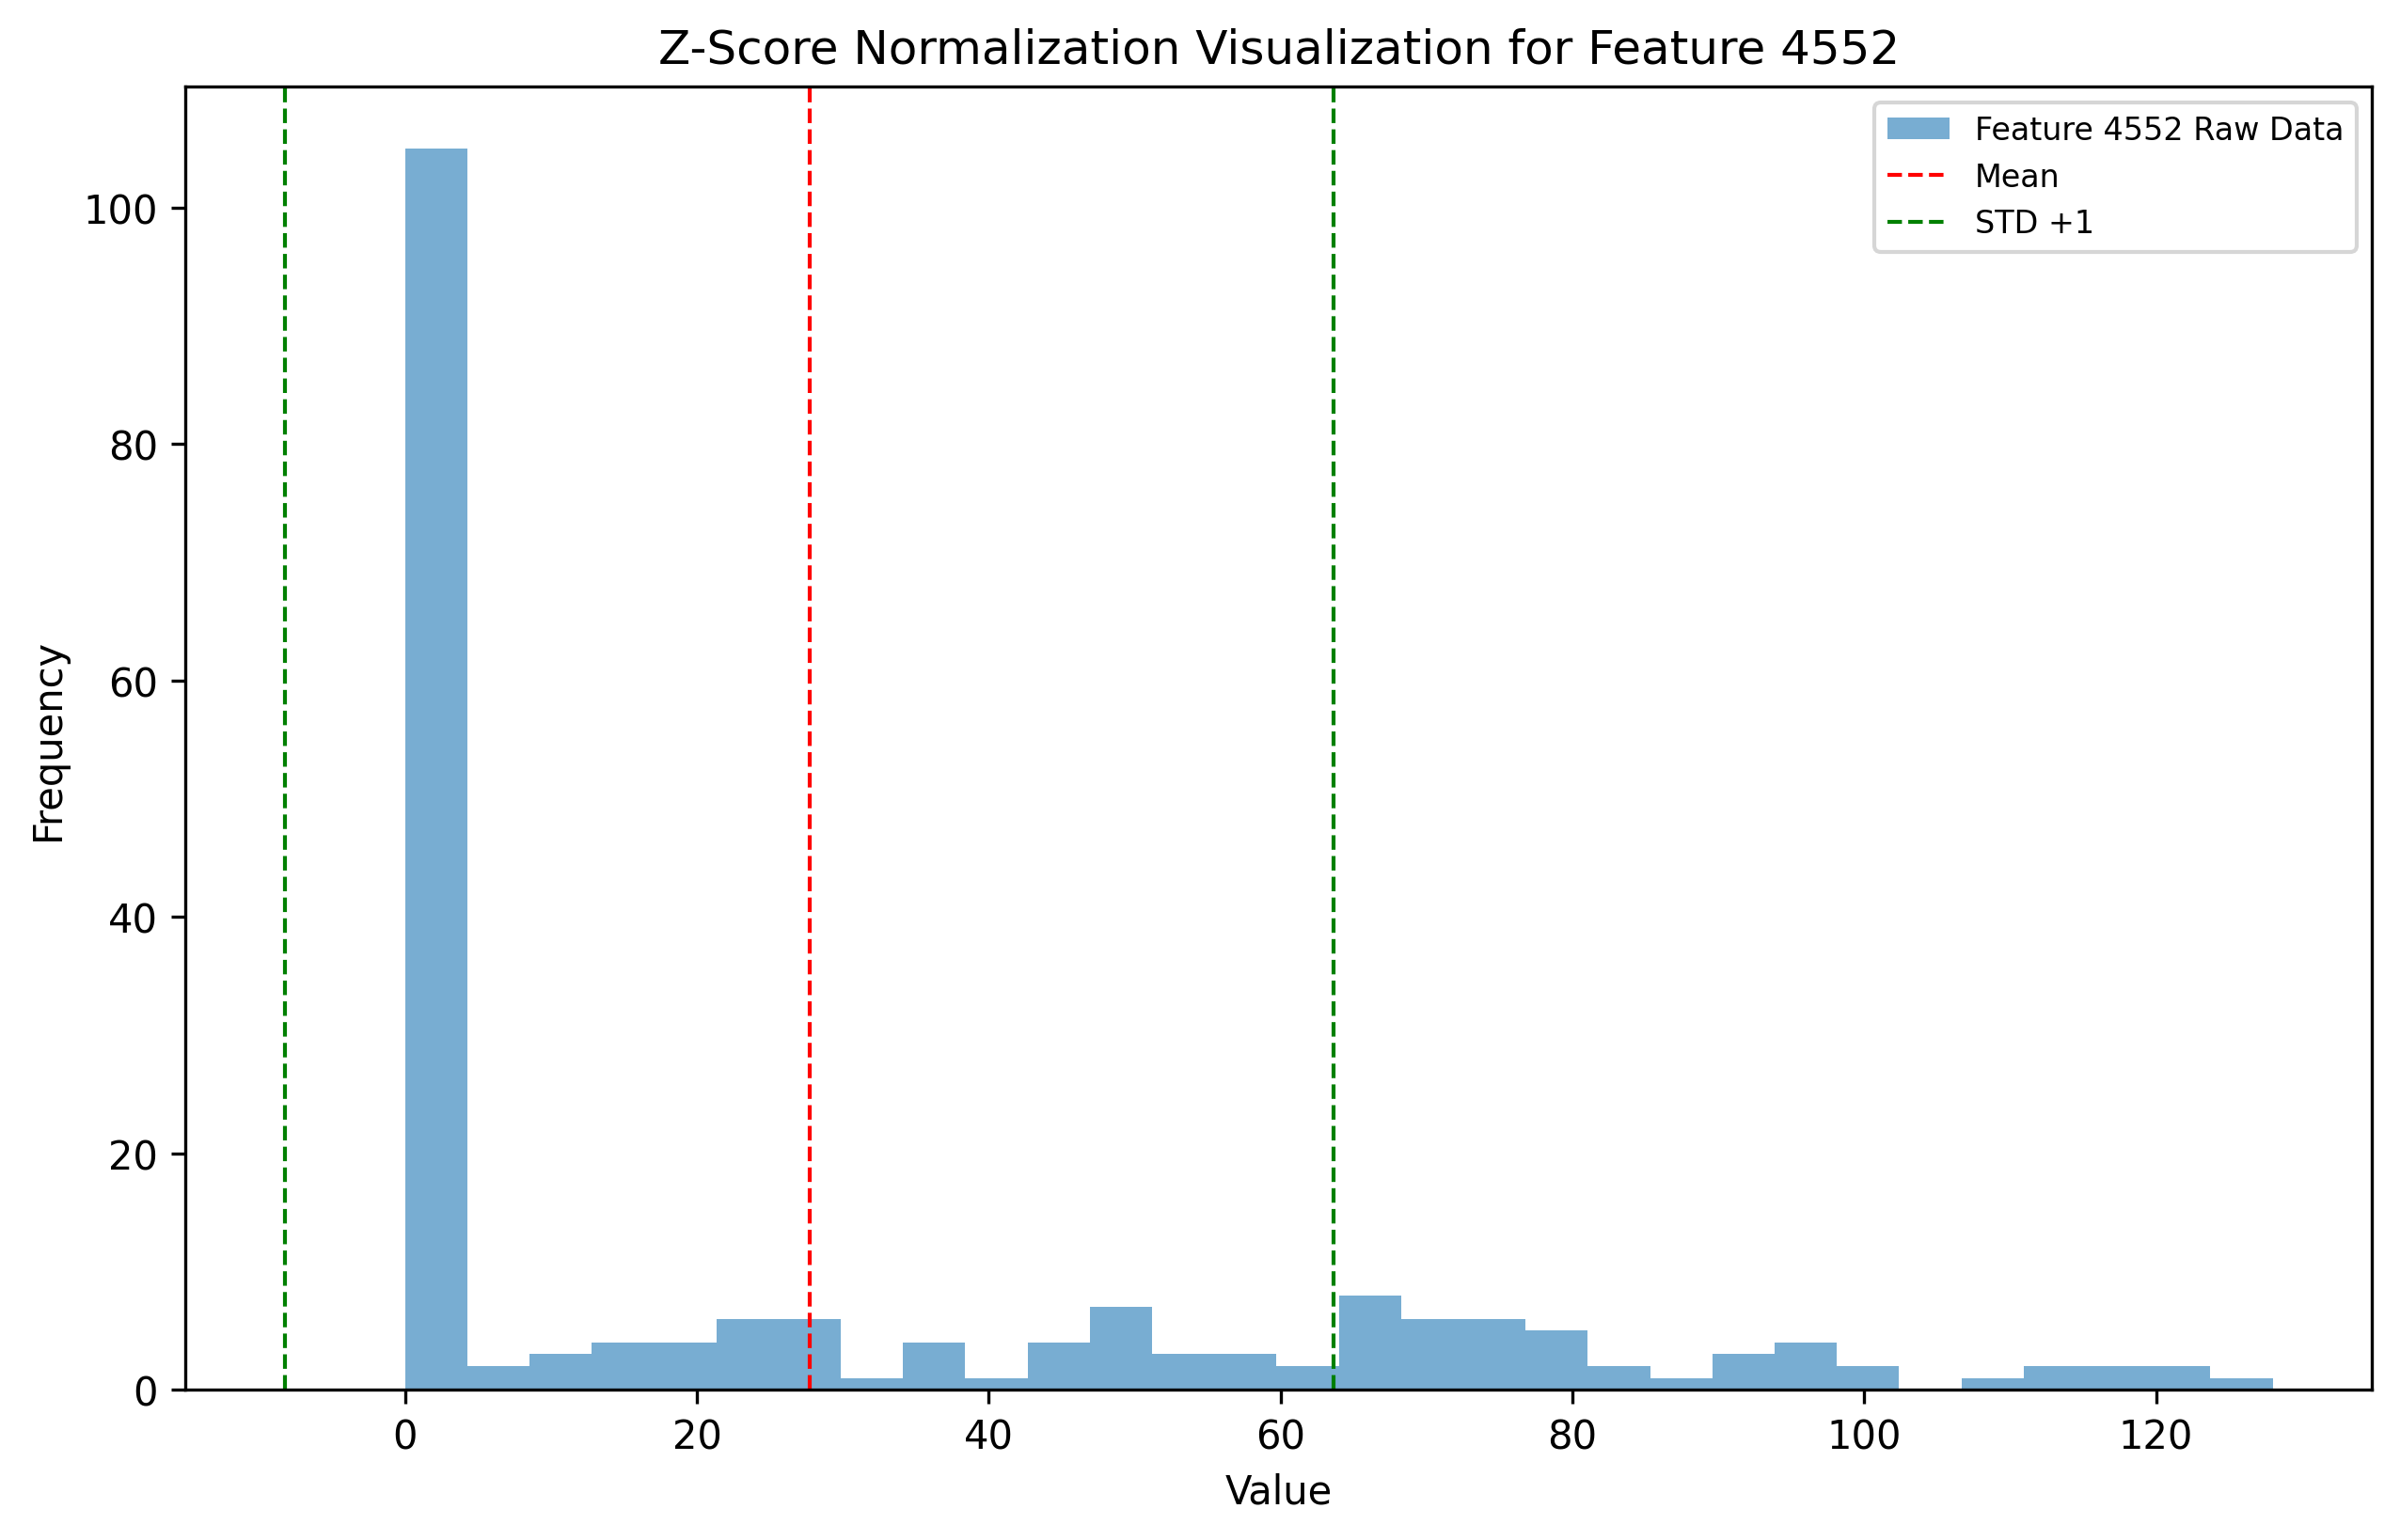 Z-Score Normalization Visualization for Feature 4552
Feature 4552 Raw Data
Mean
STD +1
Frequency
100
80
60
40
20
0
0 20 40 60 80 100 120
Value